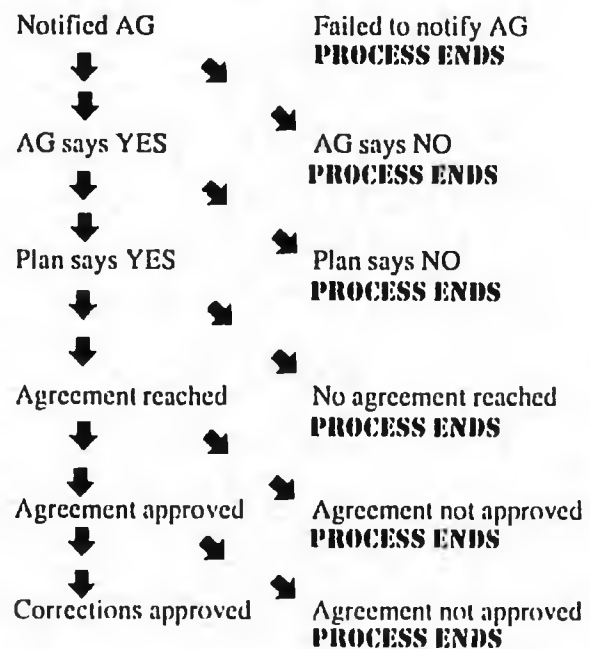 Notified AG
Failed to notify AG
PROCESS ENDS
AG says YES
AG says NO
PROCESS ENDS
Plan says YES
Plan says NO
PROCESS ENDS
Agreement reached
No agreement reached
PROCESS ENDS
Agreement approved
Agreement not approved
PROCESS ENDS
Corrections approved
Agreement not approved
PROCESS ENDS